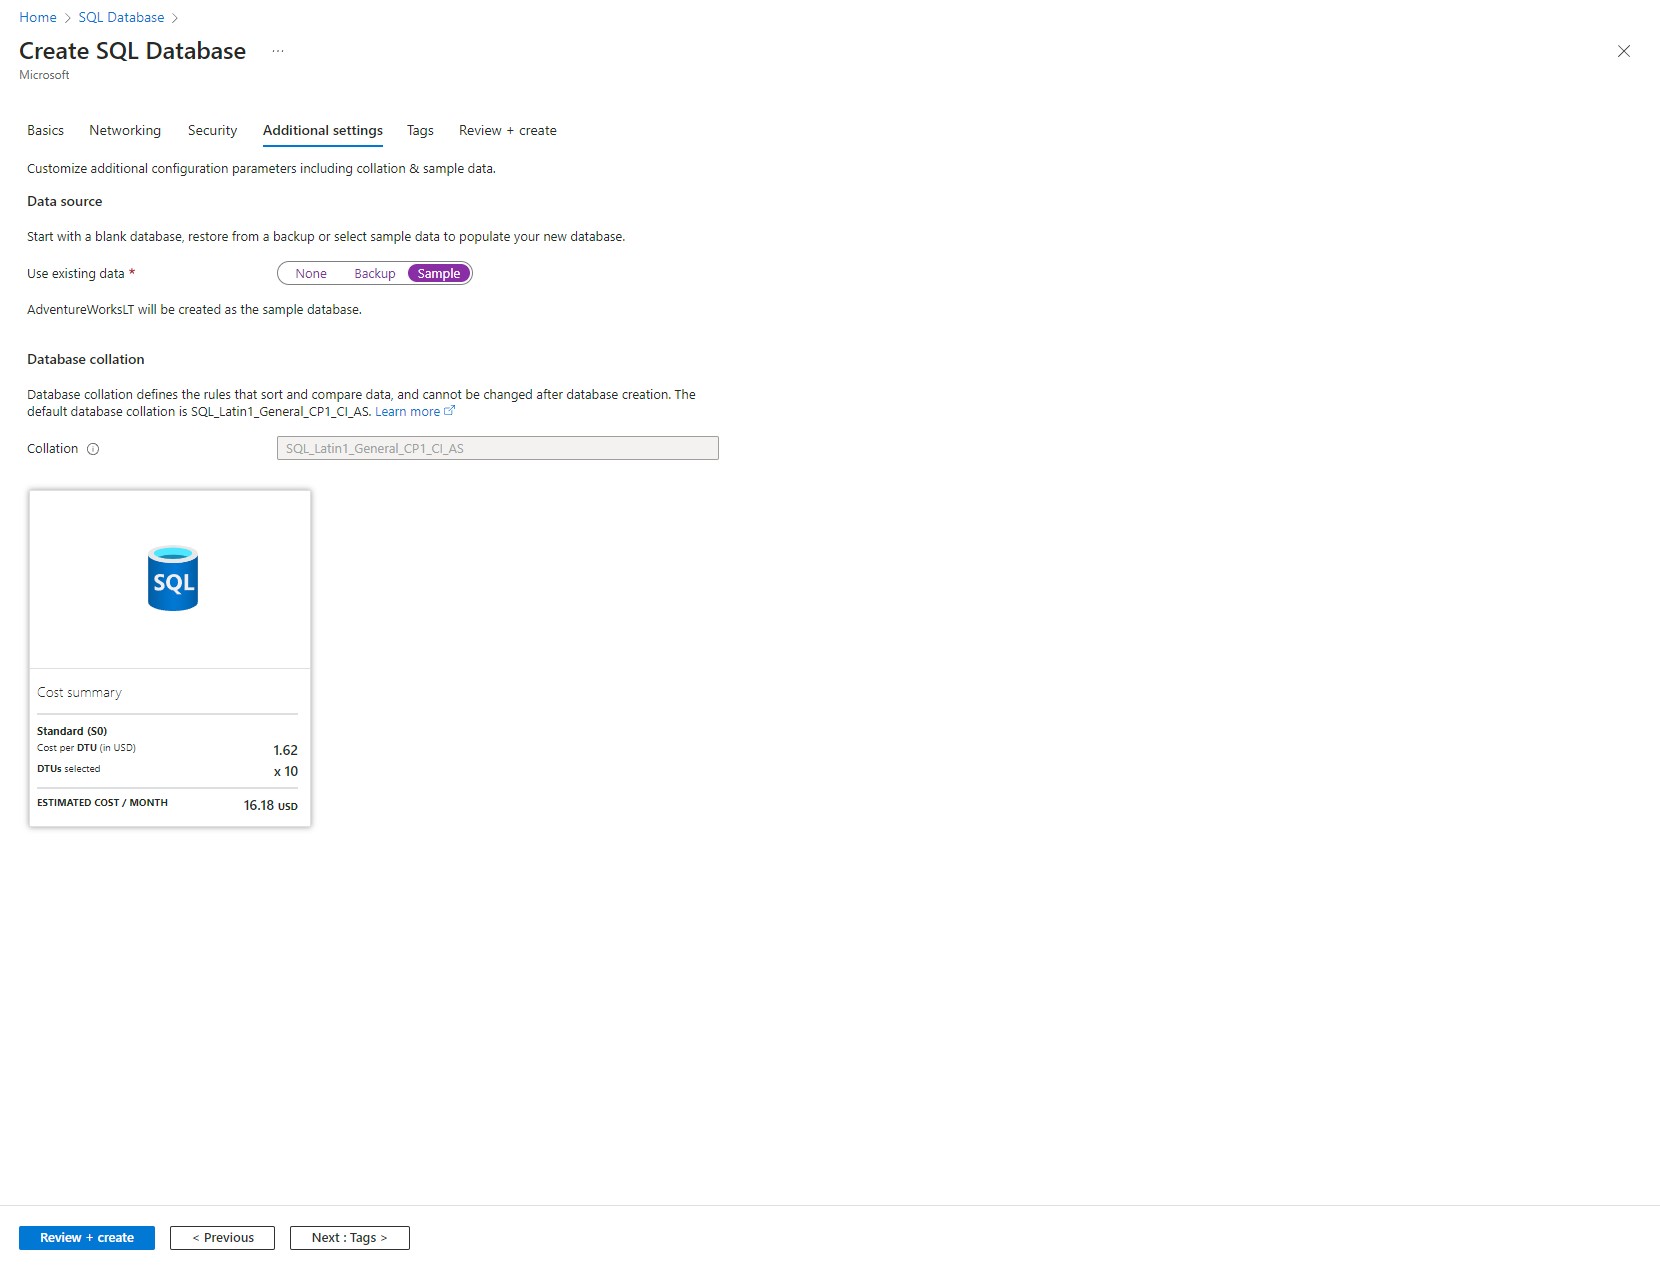 Home > SQL Database >
Create SQL Database ...
Microsoft
Basics Networking Security Additional settings Tags Review + create
Customize additional configuration parameters including collation & sample data.
Data source
Start with a blank database, restore from a backup or select sample data to populate your new database.
Use existing data * None Backup Sample
AdventureWorksLT will be created as the sample database.
Database collation
Database collation defines the rules that sort and compare data, and cannot be changed after database creation. The
default database collation is SQL_Latin1_General_CP1_CI_AS. Learn more
Collation SQL_Latin1_General_CP1_CI_AS
SQL
Cost summary
Standard (S0)
Cost per DTU (in USD) 1.62
DTUs selected x 10
ESTIMATED COST / MONTH 16.18 USD
Review + create < Previous Next : Tags >